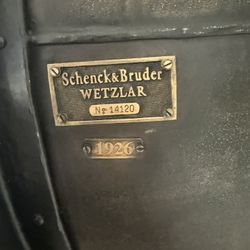 Schenck&Bruder
WETZLAR
No 14120
1926